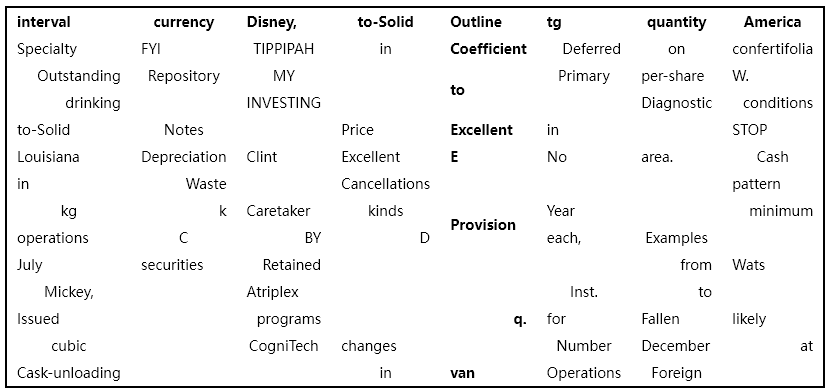 interval currency Disney, to-Solid Outline tg quantity America
Specialty FYI TIPPIPAH in Coefficient Deferred on confertifolia
Outstanding Repository MY to Primary per-share W.
drinking INVESTING Diagnostic conditions
to-Solid Notes Price Excellent in STOP
Louisiana Depreciation Clint Excellent E No area. Cash
in Waste Cancellations pattern
kg k Caretaker kinds Provision Year minimum
operations C BY D each, Examples
July securities Retained from Wats
Mickey, Atriplex Inst. to
Issued programs q. for Fallen likely
cubic CogniTech changes Number December at
Cask-unloading in van Operations Foreign